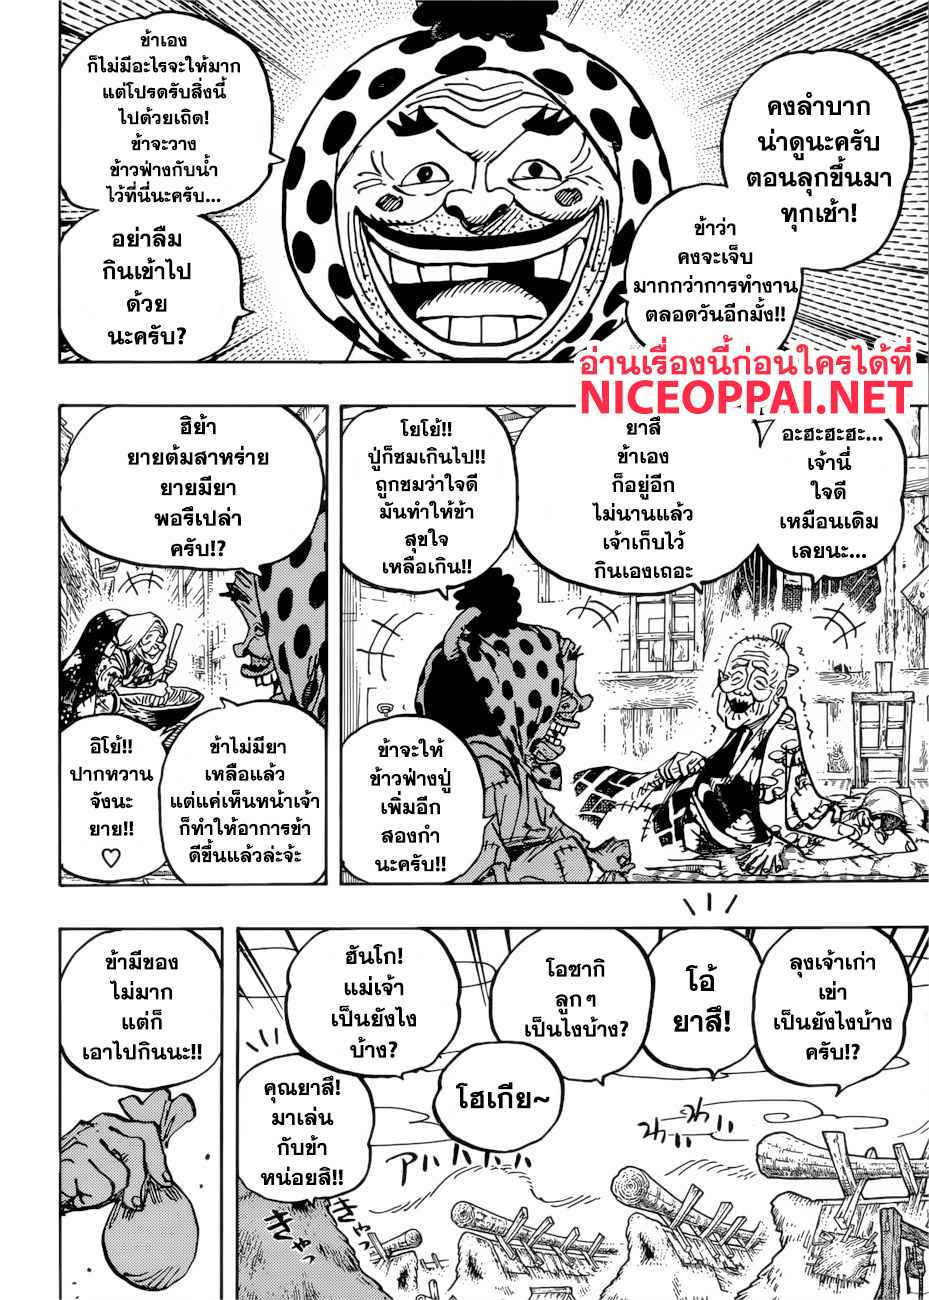 คงลำบาก
น่าดูนะครับ
ตอนลุกขึ้นมา
ทุกเช้า!
ข้าว่า
คงจะเจ็บ
มากกว่าการทำงาน
ตลอดวันอีกมั้ง!!
ข้าเอง
ก็ไม่มีอะไรจะให้มาก
แต่โปรดรับสิ่งนี้
ไปด้วยเถิด!
ข้าจะวาง
ข้าวฟ่างกับน้ำ
ไว้ที่นี่นะครับ...
อย่าลืม
กินเข้าไป
ด้วย
นะครับ?
อ่านเรื่องนี้ก่อนใครได้ที่
NICEOPPAI.NET
อะฮะฮะฮะ...
เจ้านี่
ใจดี
เหมือนเดิม
เลยนะ...
ยาสึ
ข้าเอง
ก็อยู่อีก
ไม่นานแล้ว
เจ้าเก็บไว้
กินเองเถอะ
โยโย้!!
ปู่ก็ชมเกินไป!!
ถูกชมว่าใจดี
มันทำให้ข้า
สุขใจ
เหลือเกิน!!
ข้าจะให้
ข้าวฟ่างปู่
เพิ่มอีก
สองกำ
นะครับ!!
ฮิย้า
ยายต้มสาหร่าย
ยายมียา
พอรึเปล่า
ครับ!?
ข้าไม่มียา
เหลือแล้ว
แต่แค่เห็นหน้าเจ้า
ก็ทำให้อาการข้า
ดีขึ้นแล้วล่ะจ้ะ
อิโย้!!
ปากหวาน
จังนะ
ยาย!!
♡
ลุงเจ้าเก่า
เข่า
เป็นยังไงบ้าง
ครับ!?
โอ้
ยาสึ!
โอซากิ
ลูกๆ
เป็นไงบ้าง?
โฮเกีย~
ฮันโก!
แม่เจ้า
เป็นยังไง
บ้าง?
คุณยาสึ!
มาเล่น
กับข้า
หน่อยสิ!!
アハハハハ
ワハハ
きゃっ
きゃっ
ข้ามีของ
ไม่มาก
แต่ก็
เอาไปกินนะ!!